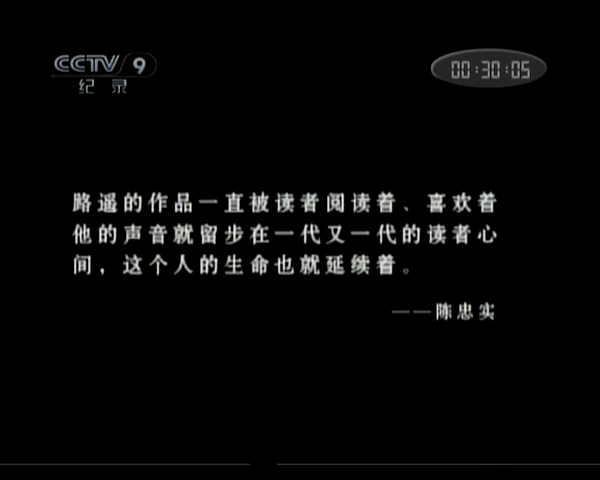 CCTV 9
纪录
00:30:05
路遥的作品一直被读者阅读着、喜欢着
他的声音就留步在一代又一代的读者心
间，这个人的生命也就延续着。
——陈忠实